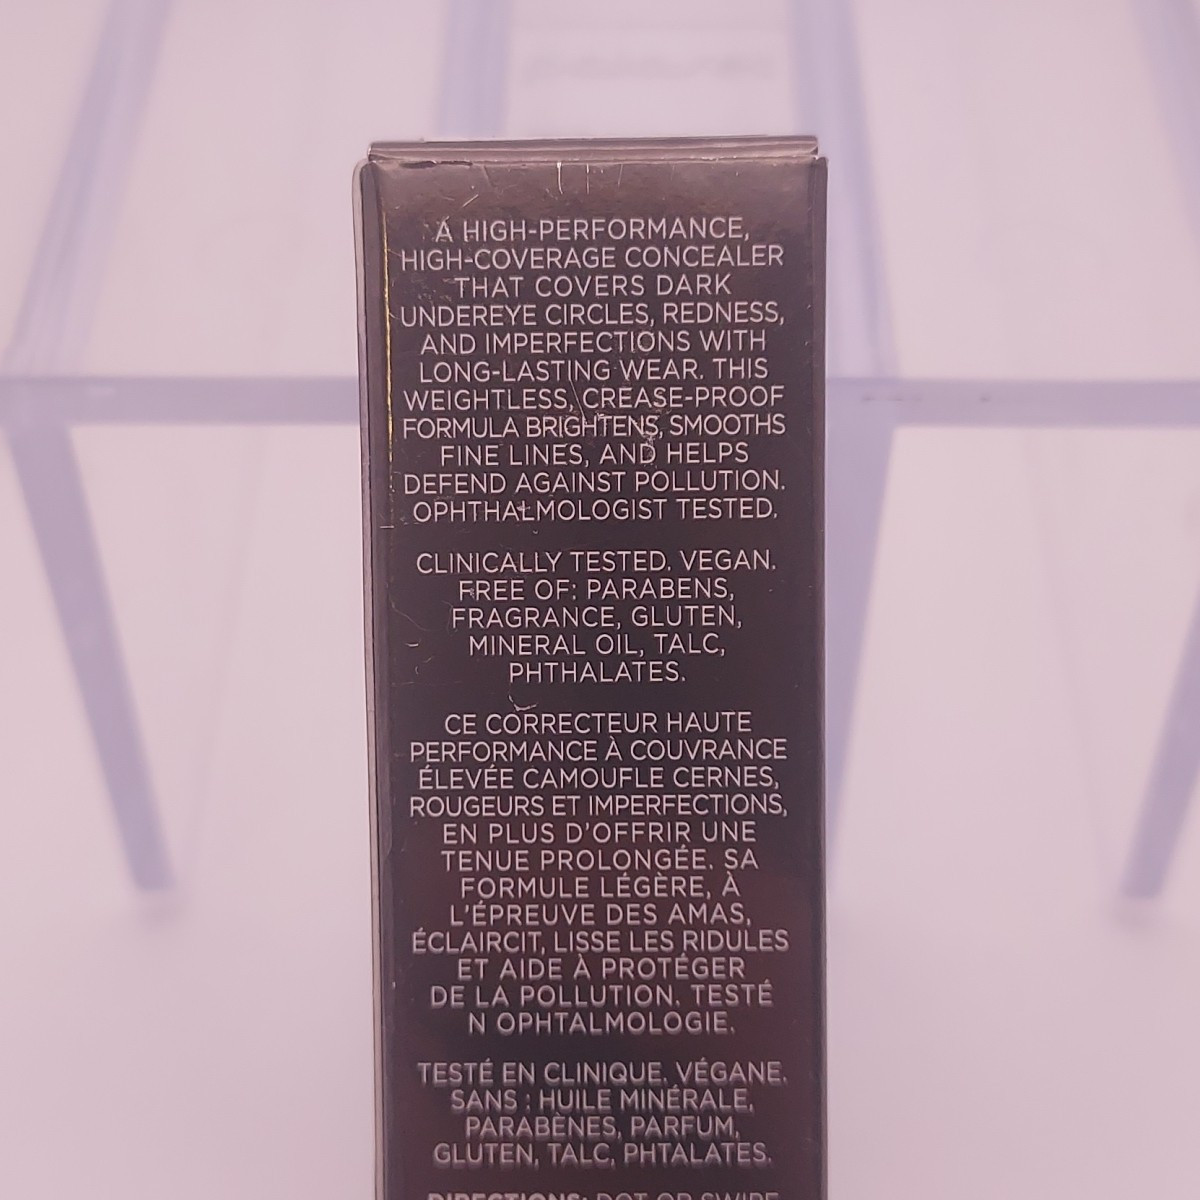 A HIGH-PERFORMANCE,
HIGH-COVERAGE CONCEALER
THAT COVERS DARK
UNDEREYE CIRCLES, REDNESS,
AND IMPERFECTIONS WITH
LONG-LASTING WEAR. THIS
WEIGHTLESS, CREASE-PROOF
FORMULA BRIGHTENS, SMOOTHS
FINE LINES, AND HELPS
DEFEND AGAINST POLLUTION.
OPHTHALMOLOGIST TESTED.
CLINICALLY TESTED. VEGAN.
FREE OF: PARABENS,
FRAGRANCE, GLUTEN,
MINERAL OIL, TALC,
PHTHALATES.
CE CORRECTEUR HAUTE
PERFORMANCE À COUVRANCE
ÉLEVÉE CAMOUFLE CERNES,
ROUGEURS ET IMPERFECTIONS,
EN PLUS D'OFFRIR UNE
TENUE PROLONGÉE. SA
FORMULE LÉGÈRE, À
L'ÉPREUVE DES AMAS,
ÉCLAIRCIT, LISSE LES RIDULES
ET AIDE À PROTÉGER
DE LA POLLUTION. TESTÉ
N OPHTALMOLOGIE.
TESTÉ EN CLINIQUE. VÉGANE.
SANS : HUILE MINÉRALE,
PARABÈNES, PARFUM,
GLUTEN, TALC, PHTALATES.
DIRECTIONS: DOT OR SWIPE